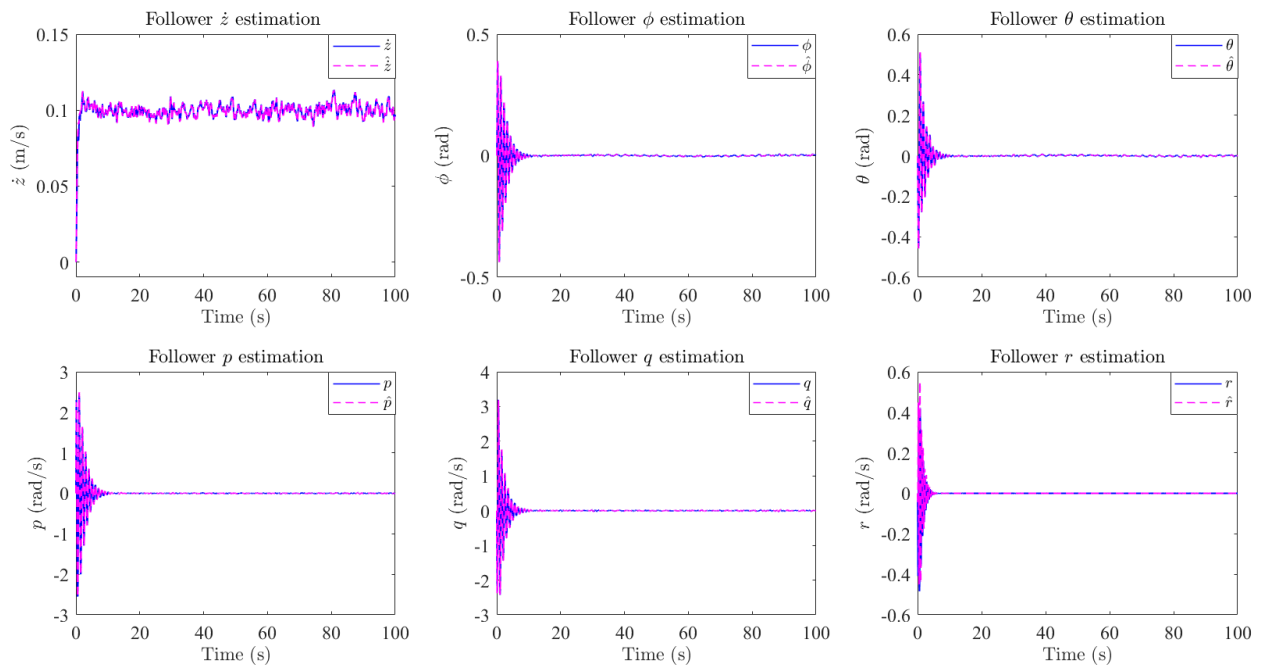 Follower ż estimation
0.15
0.1
0.05
0
ż (m/s)
ż
ż̂
0 20 40 60 80 100
Time (s)
Follower ϕ estimation
0.5
0
-0.5
ϕ (rad)
ϕ
ϕ̂
0 20 40 60 80 100
Time (s)
Follower θ estimation
0.6
0.4
0.2
0
-0.2
-0.4
-0.6
θ (rad)
θ
θ̂
0 20 40 60 80 100
Time (s)
Follower p estimation
3
2
1
0
-1
-2
-3
p (rad/s)
p
p̂
0 20 40 60 80 100
Time (s)
Follower q estimation
4
3
2
1
0
-1
-2
-3
q (rad/s)
q
q̂
0 20 40 60 80 100
Time (s)
Follower r estimation
0.6
0.4
0.2
0
-0.2
-0.4
-0.6
r (rad/s)
r
r̂
0 20 40 60 80 100
Time (s)